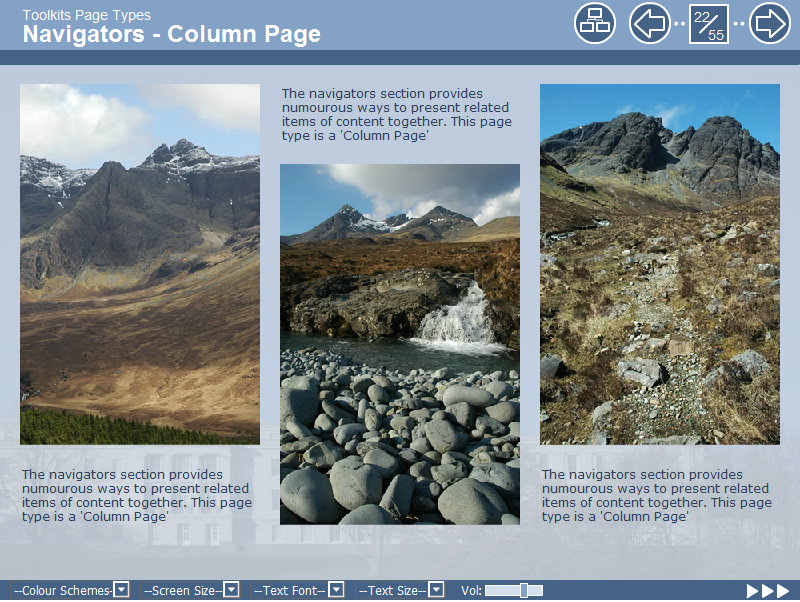 Toolkits Page Types
Navigators - Column Page
22/55
The navigators section provides
numourous ways to present related
items of content together. This page
type is a 'Column Page'
The navigators section provides
numourous ways to present related
items of content together. This page
type is a 'Column Page'
The navigators section provides
numourous ways to present related
items of content together. This page
type is a 'Column Page'
--Colour Schemes-
--Screen Size--
--Text Font--
--Text Size--
Vol: